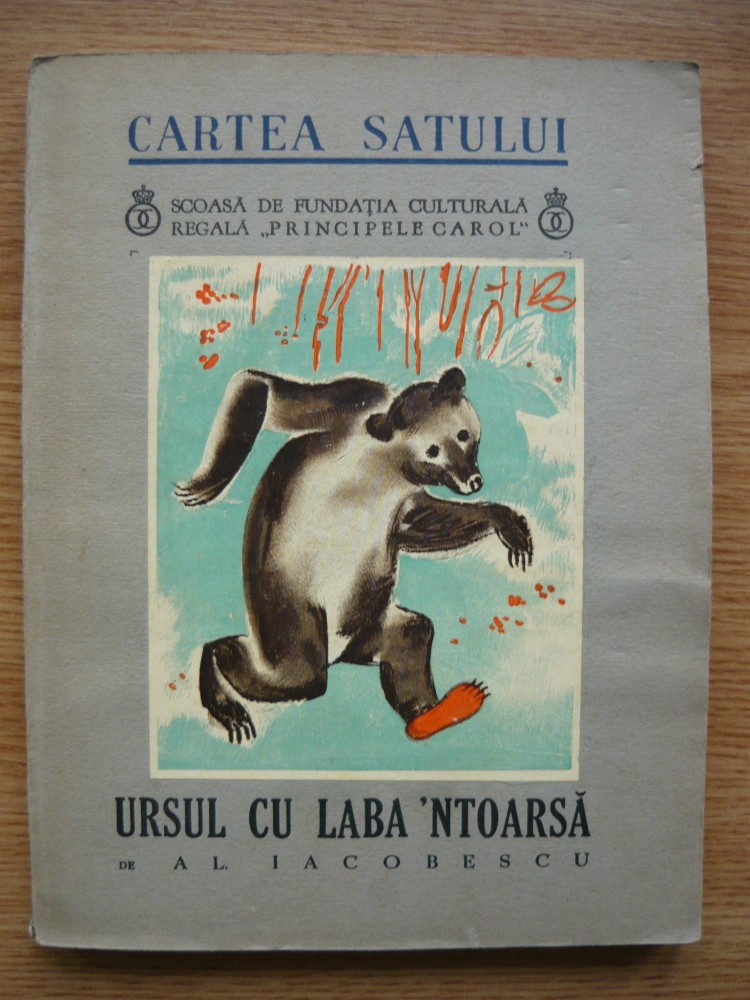 CARTEA SATULUI
SCOASĂ DE FUNDAȚIA CULTURALĂ
REGALĂ „PRINCIPELE CAROL"
URSUL CU LABA 'NTOARSĂ
DE AL. IACOBESCU